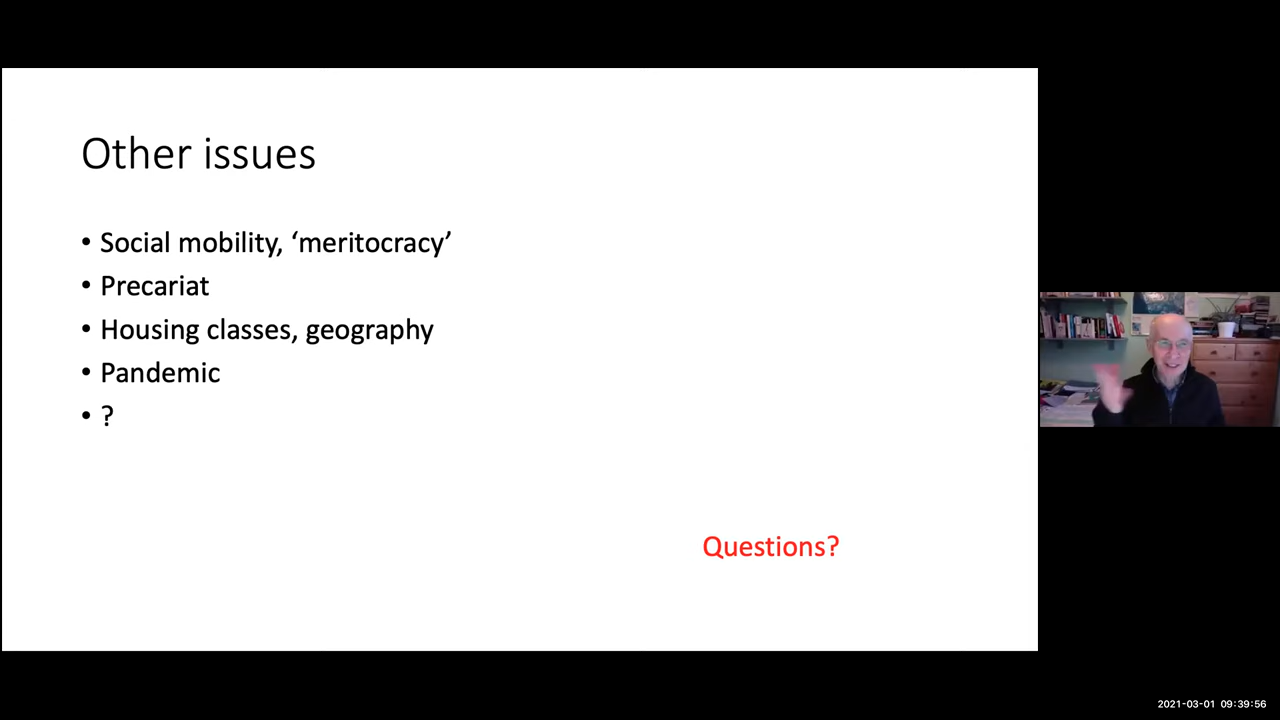 Other issues
• Social mobility, ‘meritocracy’
• Precariat
• Housing classes, geography
• Pandemic
• ?
Questions?
2021-03-01 09:39:56